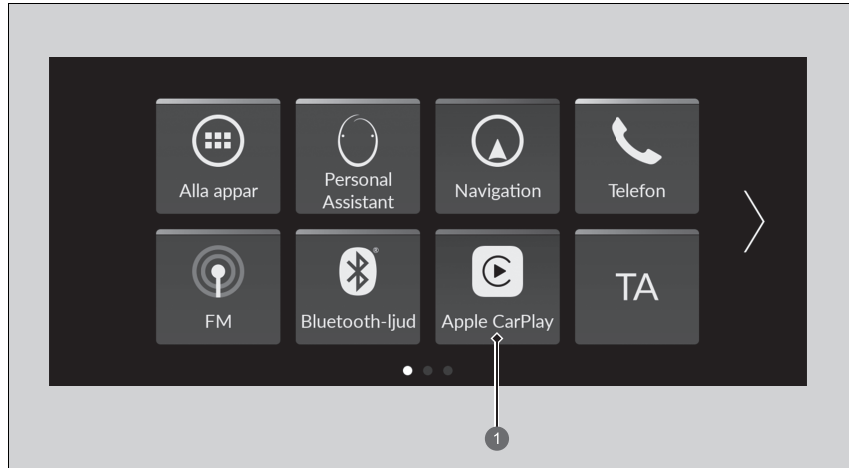 Alla appar
Personal
Assistant
Navigation
Telefon
FM
®
Bluetooth-ljud
Apple CarPlay
TA
1